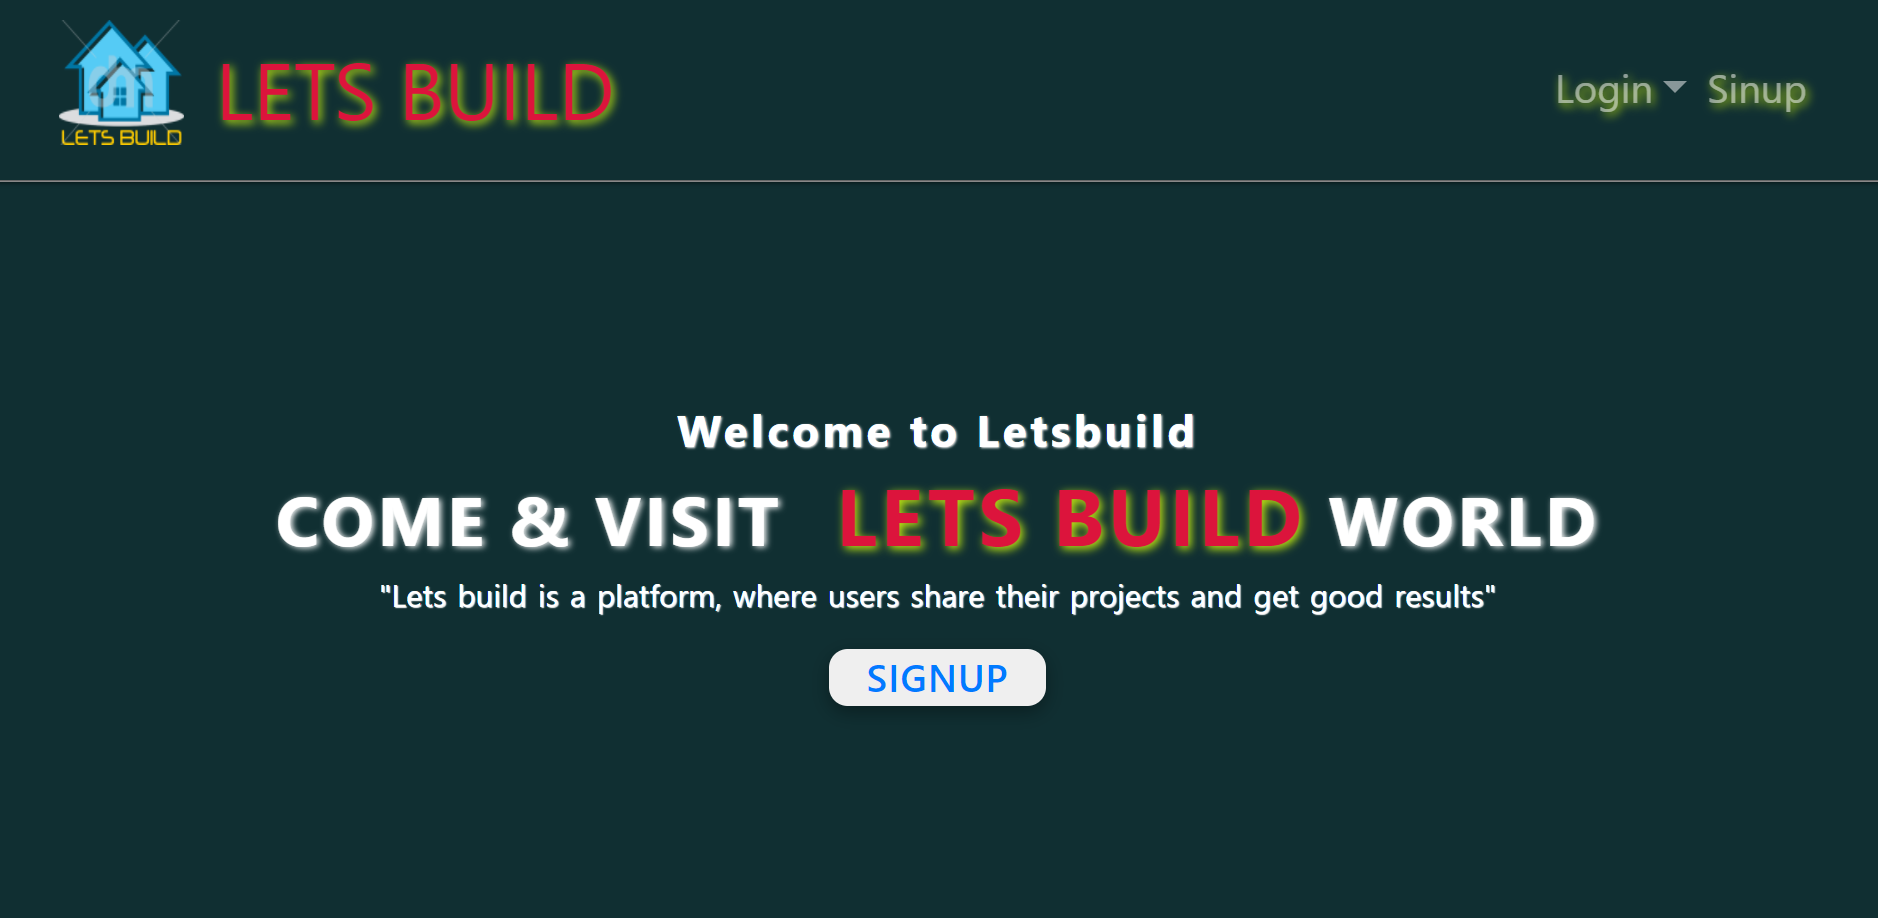 LETS BUILD
LETS BUILD
Login Sinup
Welcome to Letsbuild
COME & VISIT LETS BUILD WORLD
"Lets build is a platform, where users share their projects and get good results"
SIGNUP